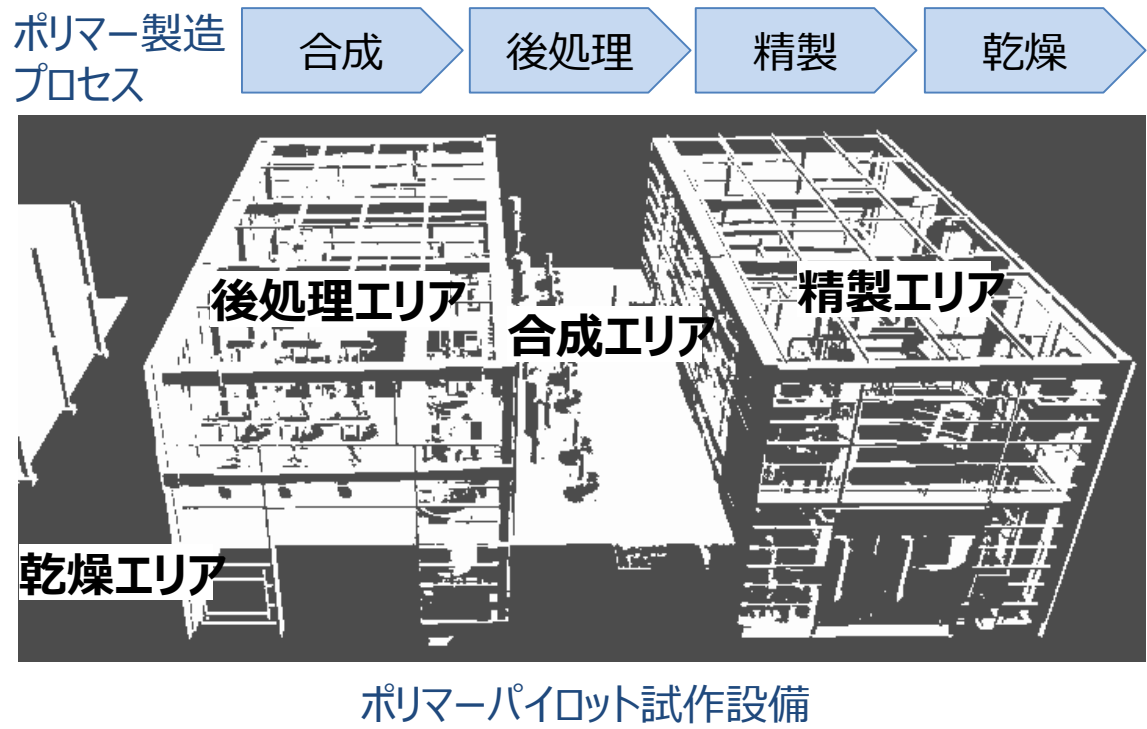 ポリマー製造
プロセス
合成
後処理
精製
乾燥
後処理エリア
合成エリア
精製エリア
乾燥エリア
ポリマーパイロット試作設備